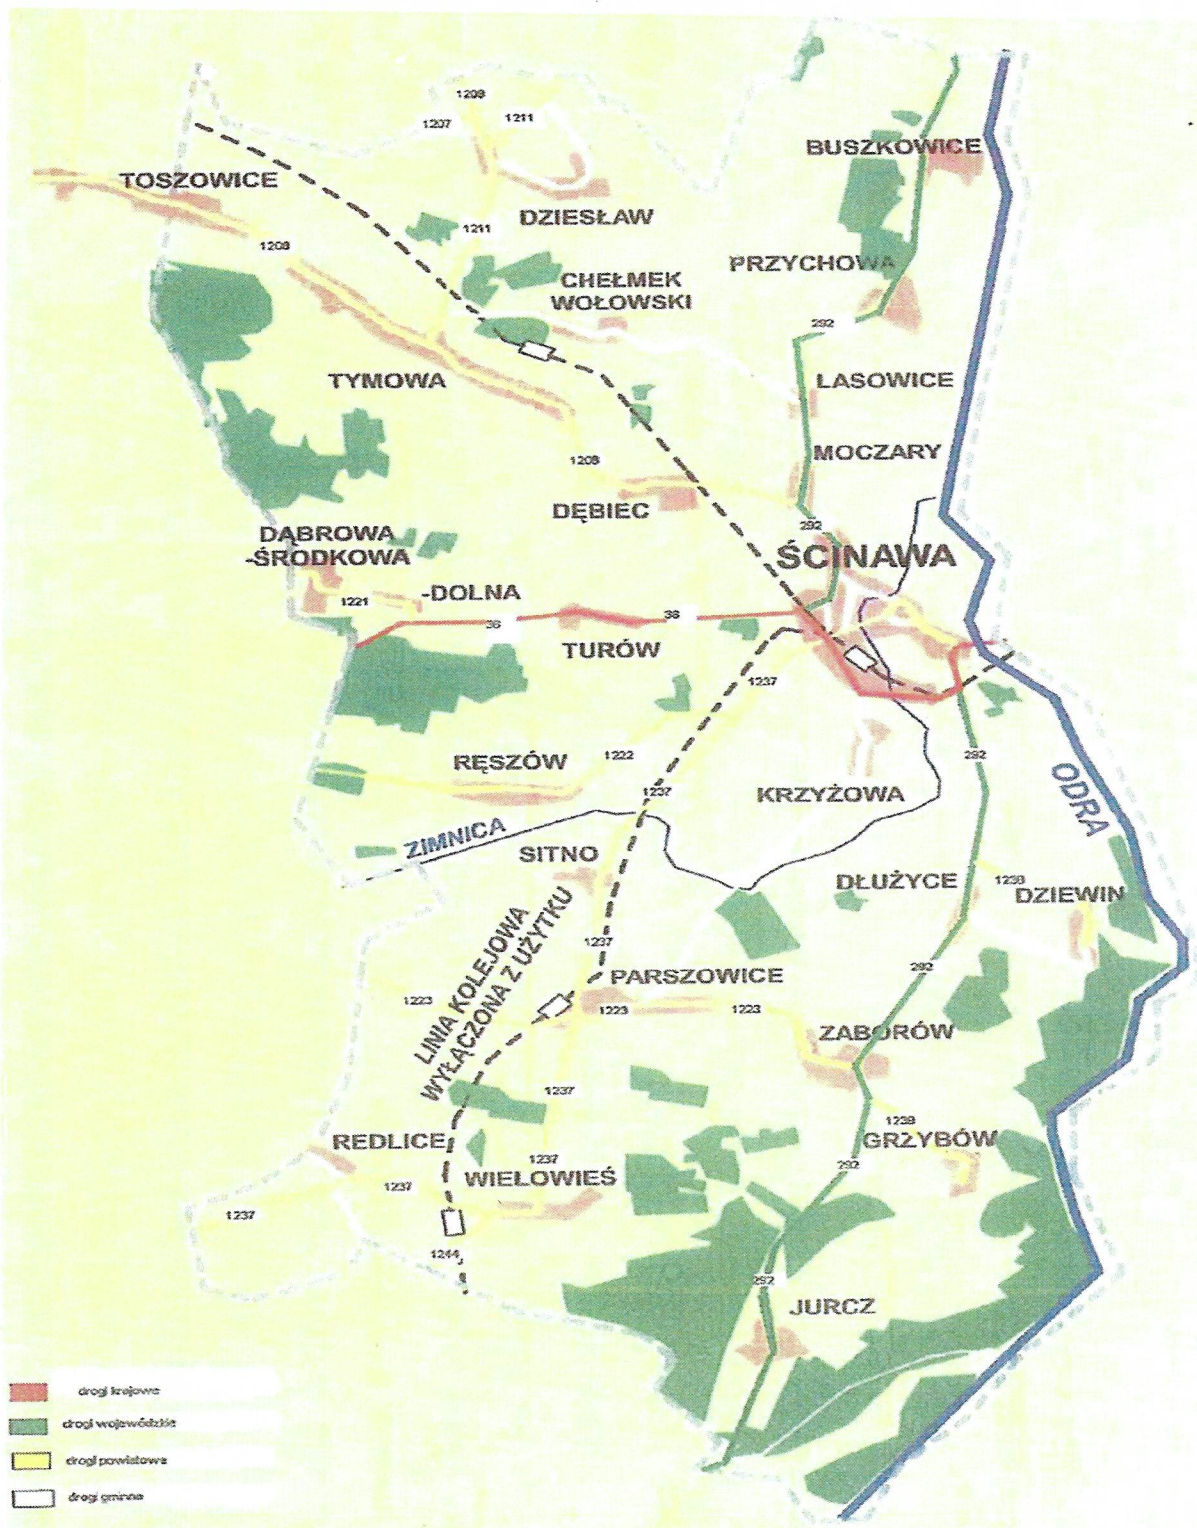 1209
1207
1211
BUSZKOWICE
TOSZOWICE
DZIESŁAW
1211
1208
PRZYCHOWA
CHEŁMEK
WOŁOWSKI
292
TYMOWA
LASOWICE
MOCZARY
1208
DĘBIEC
292
DĄBROWA
-ŚRODKOWA
ŚCINAWA
-DOLNA
1221
36
36
TURÓW
1237
RĘSZÓW
1222
292
ODRA
1237
KRZYŻOWA
ZIMNICA
SITNO
DŁUŻYCE
1238
DZIEWIN
LINIA KOLEJOWA
WYŁĄCZONA Z UŻYTKU
1237
292
PARSZOWICE
1223
1223
1223
ZABORÓW
1237
1239
GRZYBÓW
REDLICE
292
1237
WIELOWIEŚ
1237
1237
1244
292
JURCZ
drogi krajowe
drogi wojewódzkie
drogi powiatowe
drogi gminne